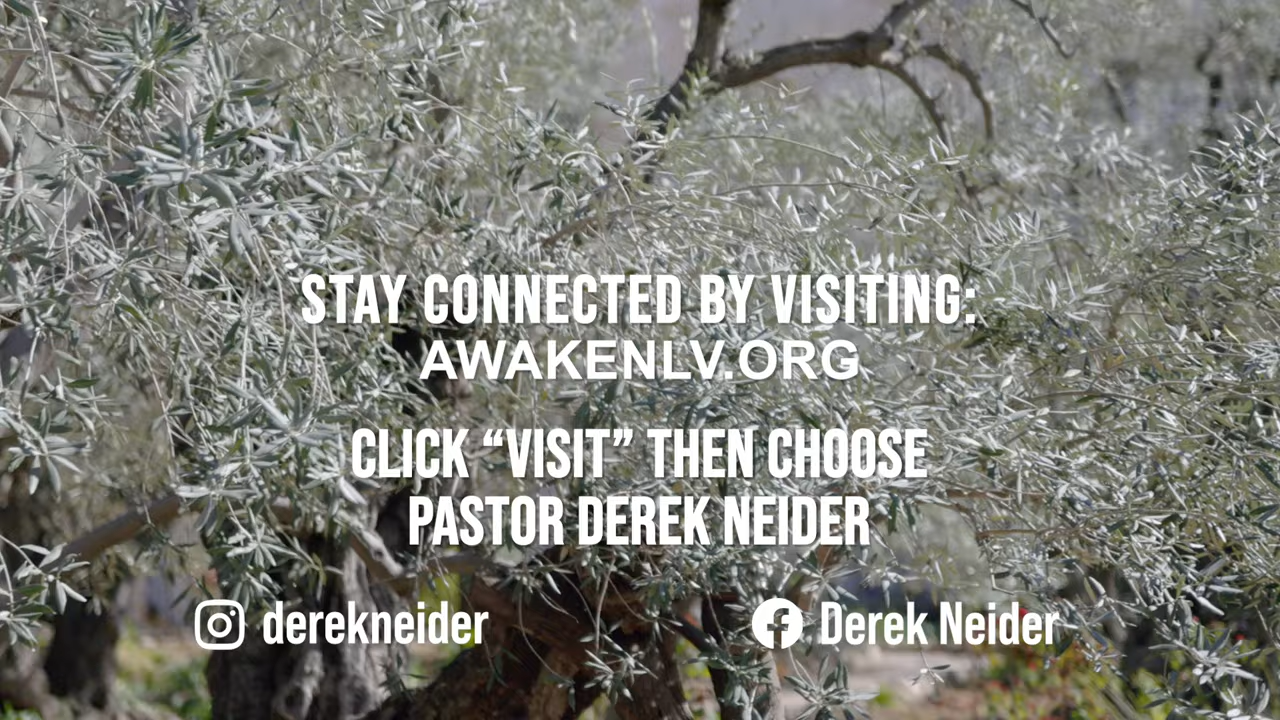 STAY CONNECTED BY VISITING:
AWAKENLV.ORG
CLICK “VISIT” THEN CHOOSE
PASTOR DEREK NEIDER
derekneider
Derek Neider